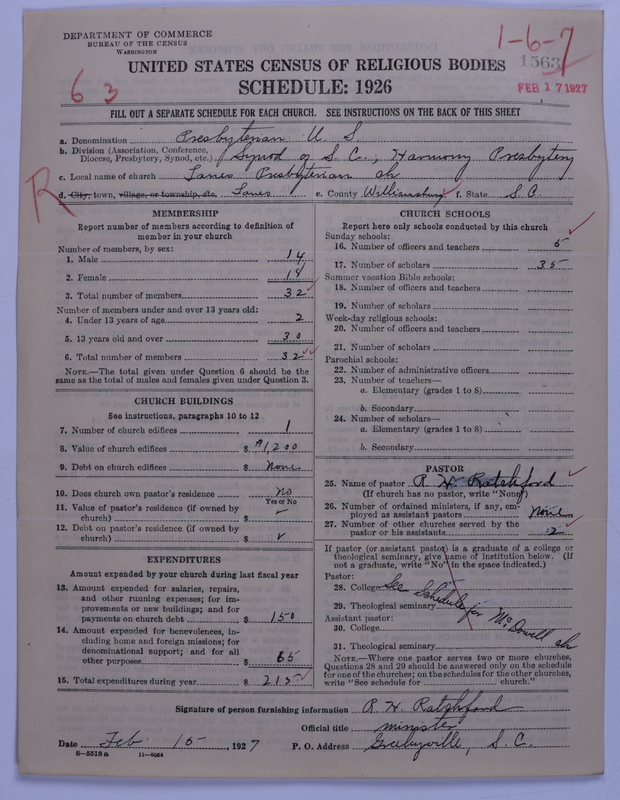 DEPARTMENT OF COMMERCE
BUREAU OF THE CENSUS
WASHINGTON
1-6-7
1563
FEB 17 1927
63
UNITED STATES CENSUS OF RELIGIOUS BODIES
SCHEDULE: 1926
FILL OUT A SEPARATE SCHEDULE FOR EACH CHURCH. SEE INSTRUCTIONS ON THE BACK OF THIS SHEET
R
a. Denomination Presbyterian U. S.
b. Division (Association, Conference, Diocese, Presbytery, Synod, etc.) Synod of S. C., Harmony Presbytery
c. Local name of church Lanes Presbyterian ch
d. City, town, village, or township, etc. Lanes e. County Williamsburg f. State S. C.
MEMBERSHIP
Report number of members according to definition of
member in your church
Number of members, by sex:
1. Male 14
2. Female 18
3. Total number of members 32
Number of members under and over 13 years old:
4. Under 13 years of age 2
5. 13 years old and over 30
6. Total number of members 32
NOTE.—The total given under Question 6 should be the
same as the total of males and females given under Question 3.
CHURCH BUILDINGS
See instructions, paragraphs 10 to 12
7. Number of church edifices 1
8. Value of church edifices $ $1,200
9. Debt on church edifices $ None
10. Does church own pastor's residence no
Yes or No
11. Value of pastor's residence (if owned by
church) $ –
12. Debt on pastor's residence (if owned by
church) $
EXPENDITURES
Amount expended by your church during last fiscal year
13. Amount expended for salaries, repairs,
and other running expenses; for im-
provements or new buildings; and for
payments on church debt $ 150
14. Amount expended for benevolences, in-
cluding home and foreign missions; for
denominational support; and for all
other purposes $ 65
15. Total expenditures during year $ 215
CHURCH SCHOOLS
Report here only schools conducted by this church
Sunday schools:
16. Number of officers and teachers 5
17. Number of scholars 35
Summer vacation Bible schools:
18. Number of officers and teachers
19. Number of scholars
Week-day religious schools:
20. Number of officers and teachers
21. Number of scholars
Parochial schools:
22. Number of administrative officers
23. Number of teachers—
a. Elementary (grades 1 to 8)
b. Secondary
24. Number of scholars—
a. Elementary (grades 1 to 8)
b. Secondary
PASTOR
25. Name of pastor R H Ratchford
(If church has no pastor, write "None")
26. Number of ordained ministers, if any, em-
ployed as assistant pastors None
27. Number of other churches served by the
pastor or his assistants 2
If pastor (or assistant pastor) is a graduate of a college or
theological seminary, give name of institution below. (If
not a graduate, write "No" in the space indicated.)
Pastor:
28. College See Schedule for McDowell ch
29. Theological seminary
Assistant pastor:
30. College
31. Theological seminary
NOTE.—Where one pastor serves two or more churches,
Questions 28 and 29 should be answered only on the schedule
for one of the churches; on the schedules for the other churches,
write "See schedule for ______ church."
Signature of person furnishing information R. H. Ratchford
Official title minister
Date Feb 15, 1927 P. O. Address Greelyville, S. C.
6—5518 a 11—4054